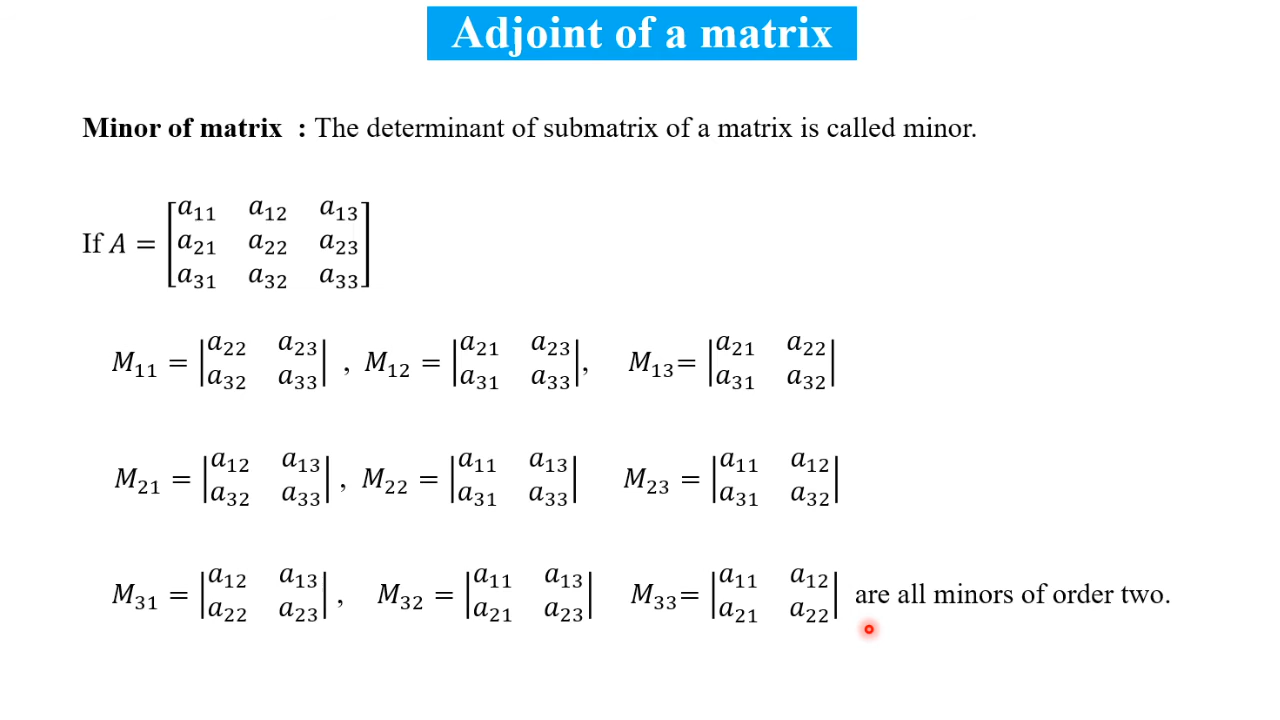 Adjoint of a matrix
Minor of matrix : The determinant of submatrix of a matrix is called minor.
a₁₁ a₁₂ a₁₃
If A = [a₂₁ a₂₂ a₂₃]
a₃₁ a₃₂ a₃₃
M₁₁ = |a₂₂ a₂₃| , M₁₂ = |a₂₁ a₂₃|, M₁₃= |a₂₁ a₂₂|
|a₃₂ a₃₃| |a₃₁ a₃₃| |a₃₁ a₃₂|
M₂₁ = |a₁₂ a₁₃| , M₂₂ = |a₁₁ a₁₃| M₂₃ = |a₁₁ a₁₂|
|a₃₂ a₃₃| |a₃₁ a₃₃| |a₃₁ a₃₂|
M₃₁ = |a₁₂ a₁₃| , M₃₂ = |a₁₁ a₁₃| M₃₃= |a₁₁ a₁₂| are all minors of order two.
|a₂₂ a₂₃| |a₂₁ a₂₃| |a₂₁ a₂₂|